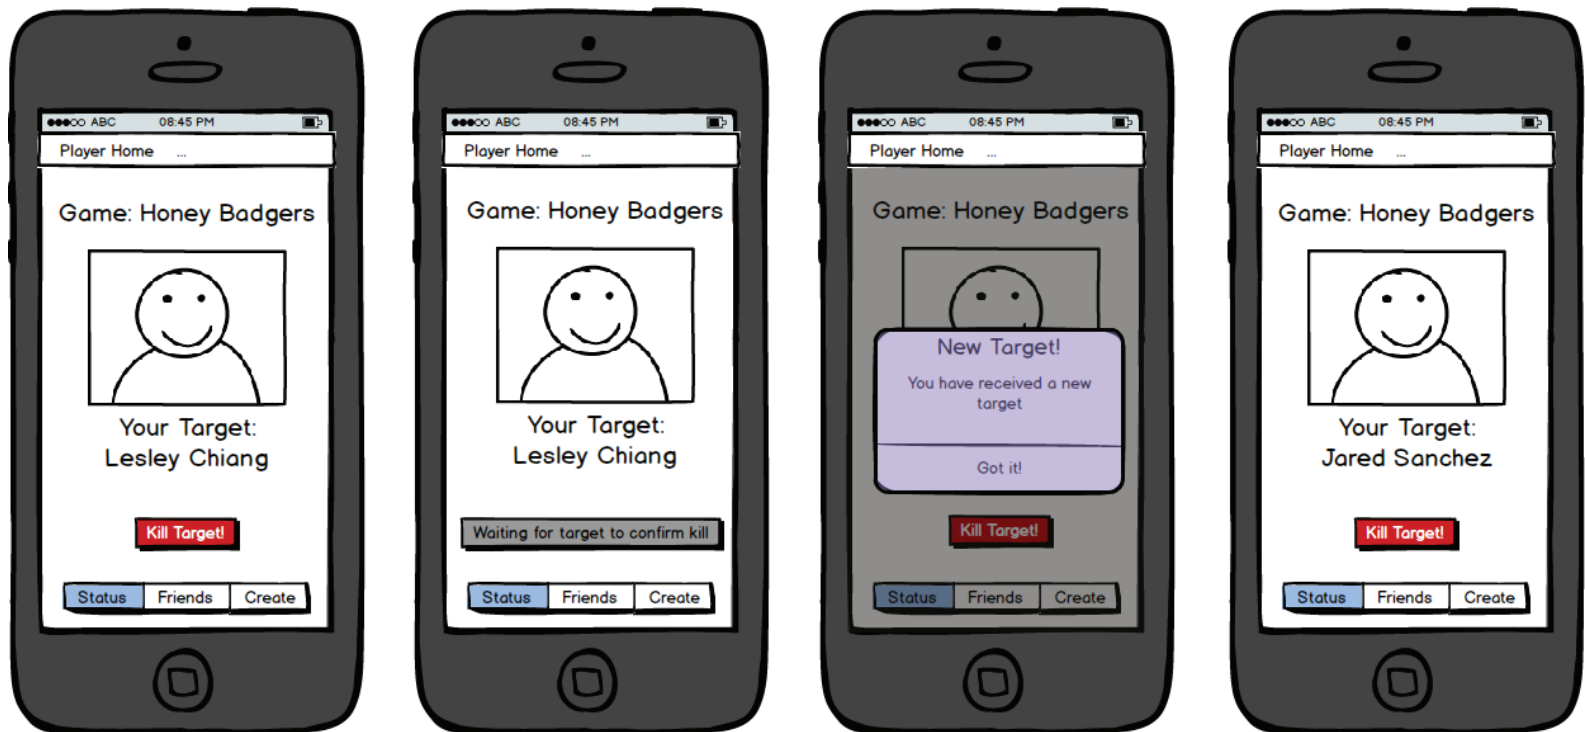 ABC 08:45 PM
Player Home ...
Game: Honey Badgers
Your Target:
Lesley Chiang
Kill Target!
Status Friends Create
ABC 08:45 PM
Player Home ...
Game: Honey Badgers
Your Target:
Lesley Chiang
Waiting for target to confirm kill
Status Friends Create
ABC 08:45 PM
Player Home ...
Game: Honey Badgers
New Target!
You have received a new
target
Got it!
Kill Target!
Status Friends Create
ABC 08:45 PM
Player Home ...
Game: Honey Badgers
Your Target:
Jared Sanchez
Kill Target!
Status Friends Create